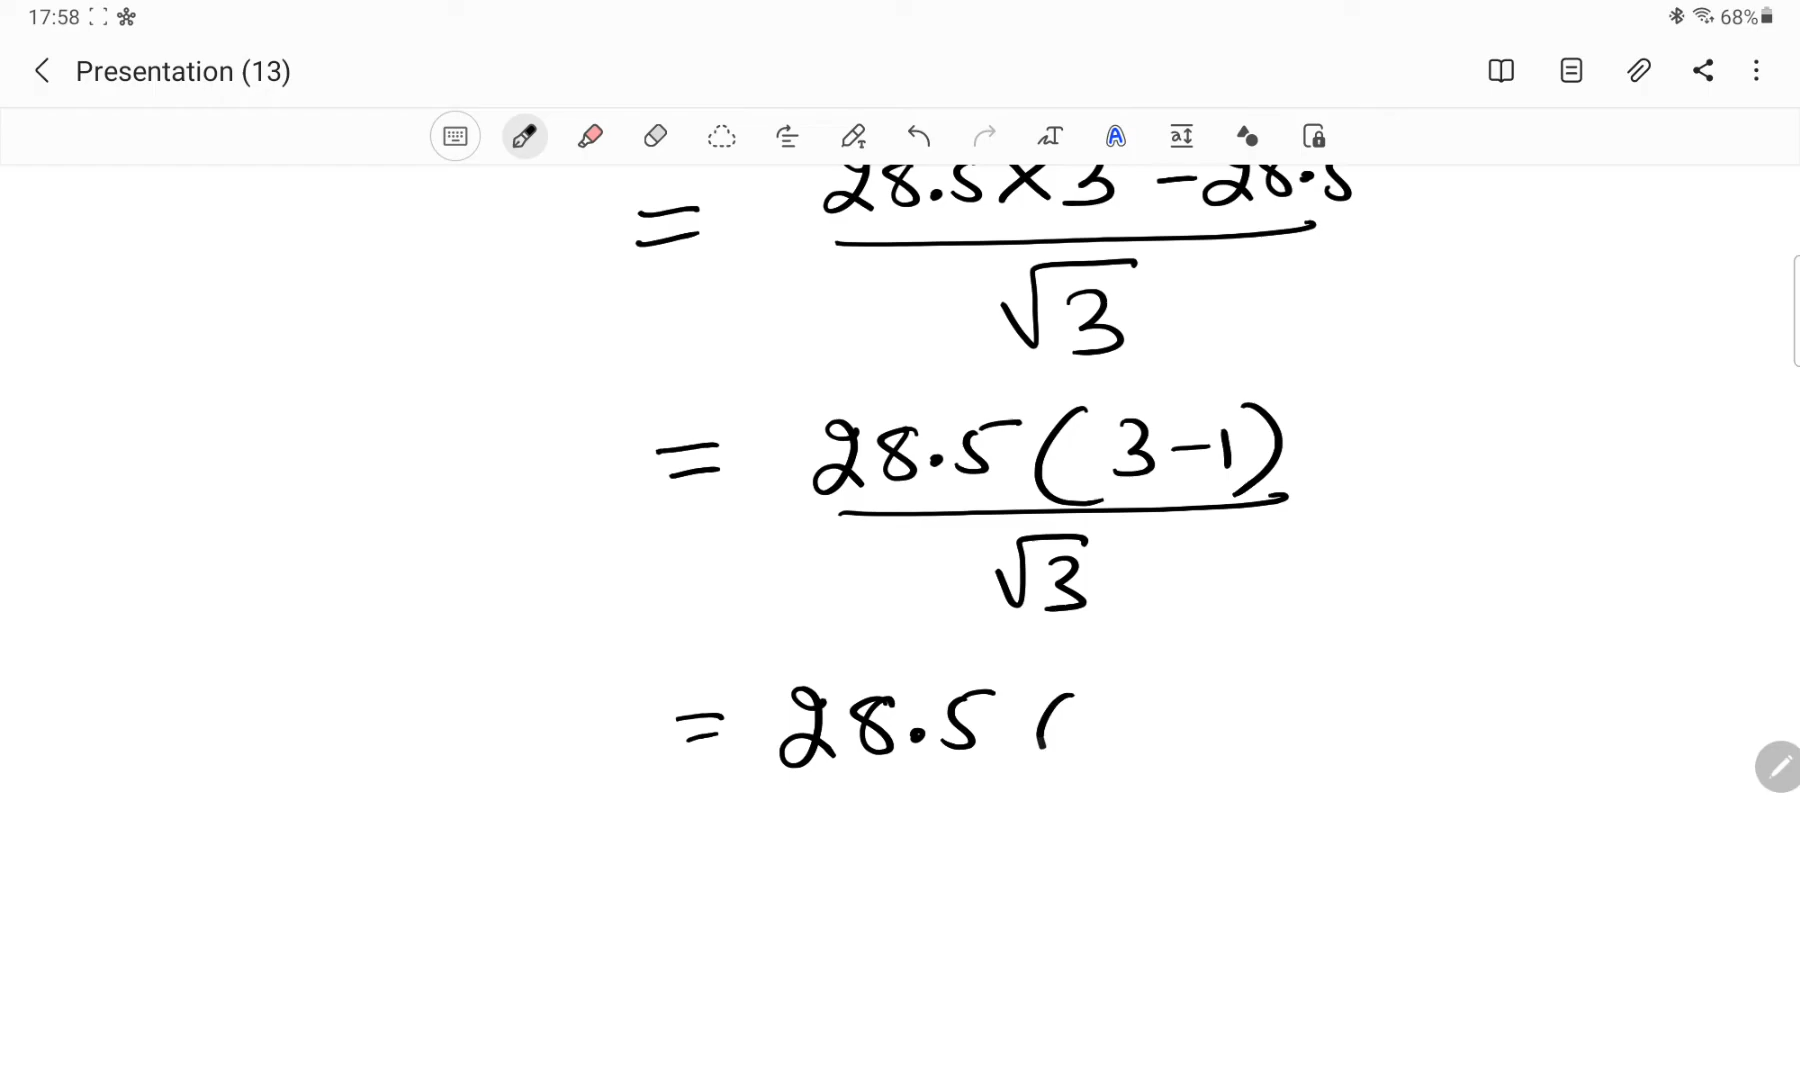 17:58 68%
Presentation (13)
= 28.5 × 3 - 28.5
√3
= 28.5 ( 3 - 1 )
√3
= 28.5 (